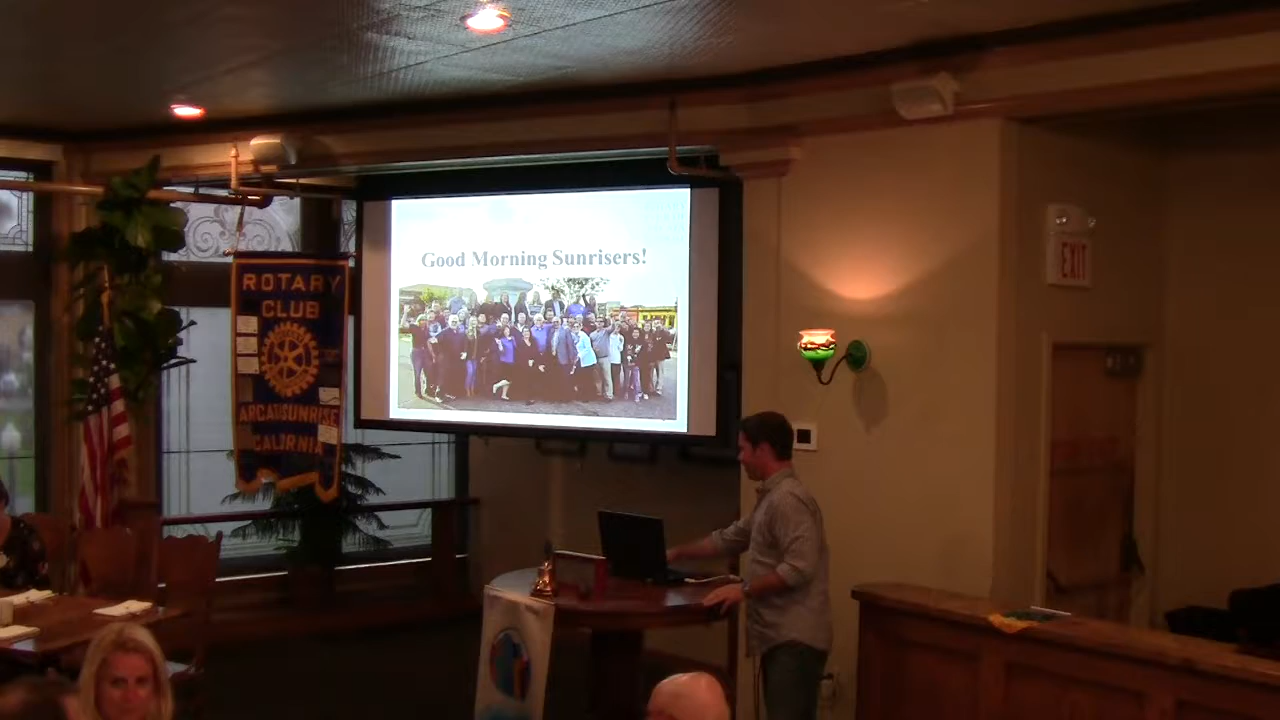 ROTARY
CLUB
ARCATA SUNRISE
CALIFORNIA
Good Morning Sunrisers!
EXIT